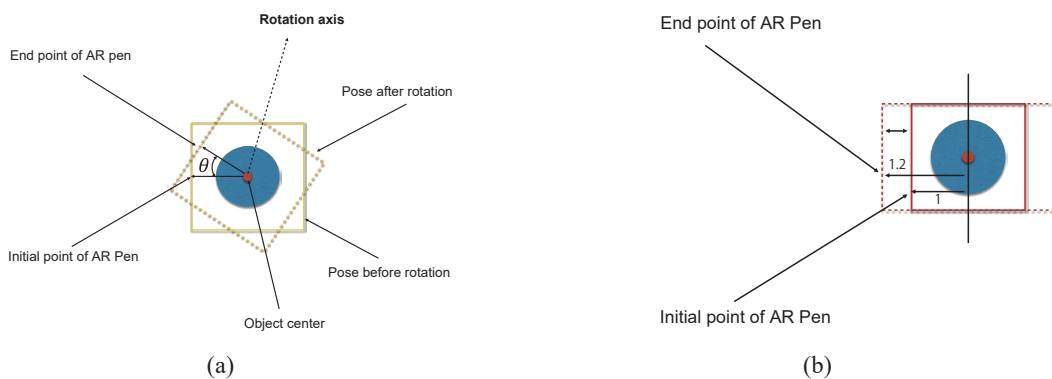 Rotation axis
End point of AR pen
Pose after rotation
θ
Initial point of AR Pen
Pose before rotation
Object center
(a)
End point of AR Pen
1.2
1
Initial point of AR Pen
(b)